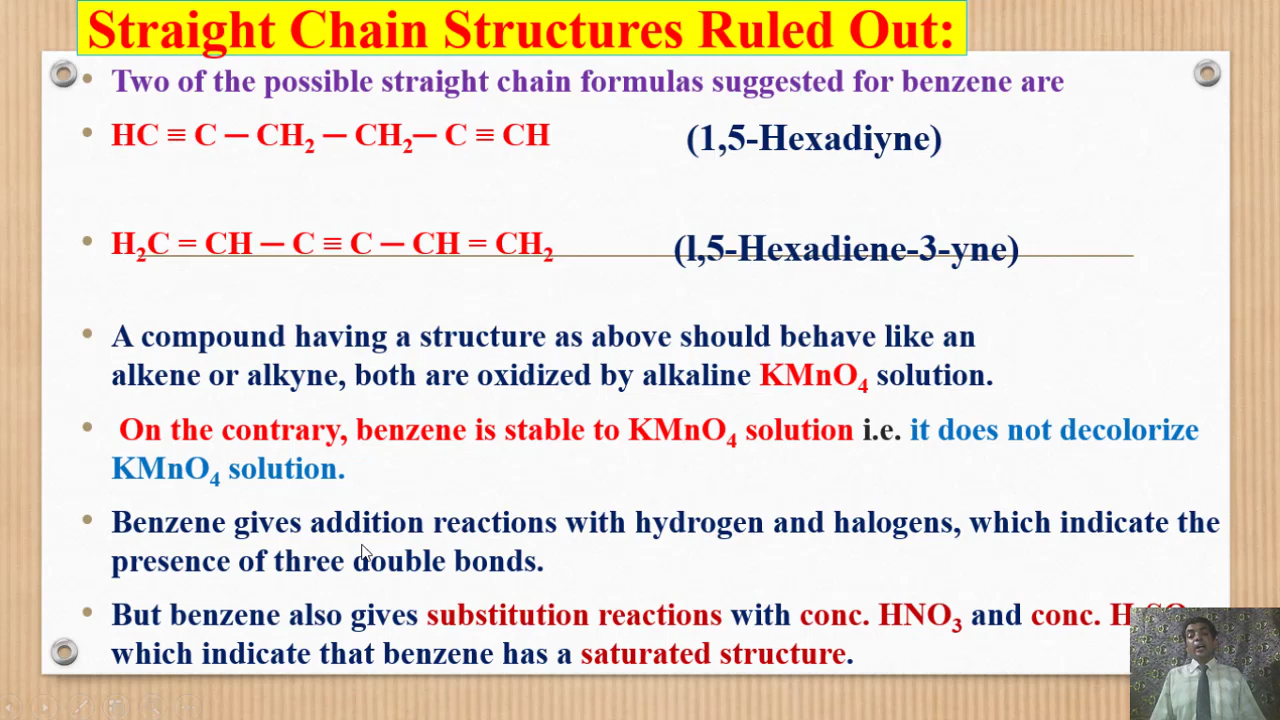 Straight Chain Structures Ruled Out:
• Two of the possible straight chain formulas suggested for benzene are
• HC ≡ C ─ CH₂ ─ CH₂─ C ≡ CH (1,5-Hexadiyne)
• H₂C = CH ─ C ≡ C ─ CH = CH₂ (l,5-Hexadiene-3-yne)
• A compound having a structure as above should behave like an
alkene or alkyne, both are oxidized by alkaline KMnO₄ solution.
• On the contrary, benzene is stable to KMnO₄ solution i.e. it does not decolorize
KMnO₄ solution.
• Benzene gives addition reactions with hydrogen and halogens, which indicate the
presence of three double bonds.
• But benzene also gives substitution reactions with conc. HNO₃ and conc.
which indicate that benzene has a saturated structure.